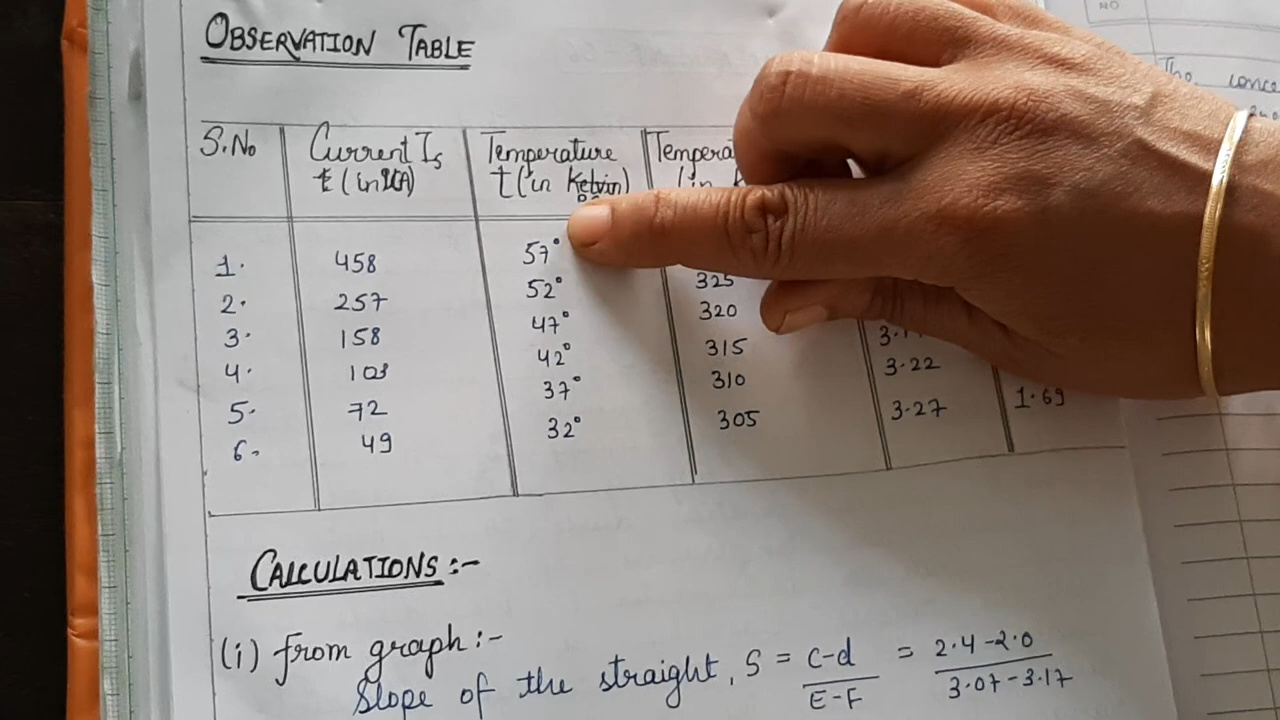 OBSERVATION TABLE
S.No Current Is Temperature
t (in μA) t (in Kelvin)
1. 458 57°
2. 257 52° 325
3. 158 47° 320
4. 103 42° 315 3.22
5. 72 37° 310 3.27 1.69
6. 49 32° 305
CALCULATIONS :-
(i) from graph :-
Slope of the straight, S = c-d / E-F = 2.4-2.0 / 3.07-3.17
The